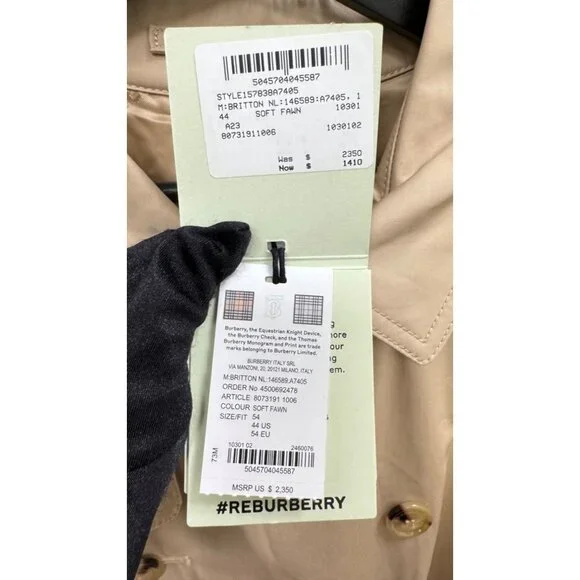 5045704045587
STYLE157838A7405
M:BRITTON NL:146589:A7405, 1
44 SOFT FAWN 10301
A23
80731911006 1030102
Was $ 2350
Now $ 1410
Burberry, the Equestrian Knight Device,
the Burberry Check, and the Thomas
Burberry Monogram and Print are trade
marks belonging to Burberry Limited.
BURBERRY ITALY SRL
VIA MANZONI, 20, 20121 MILANO, ITALY
M:BRITTON NL:146589:A7405
ORDER No 4500692478
ARTICLE 8073191 1006
COLOUR SOFT FAWN
SIZE/FIT 54
44 US
54 EU
73M
10301 02 2460076
5045704045587
MSRP US $ 2,350
more
our
#REBURBERRY